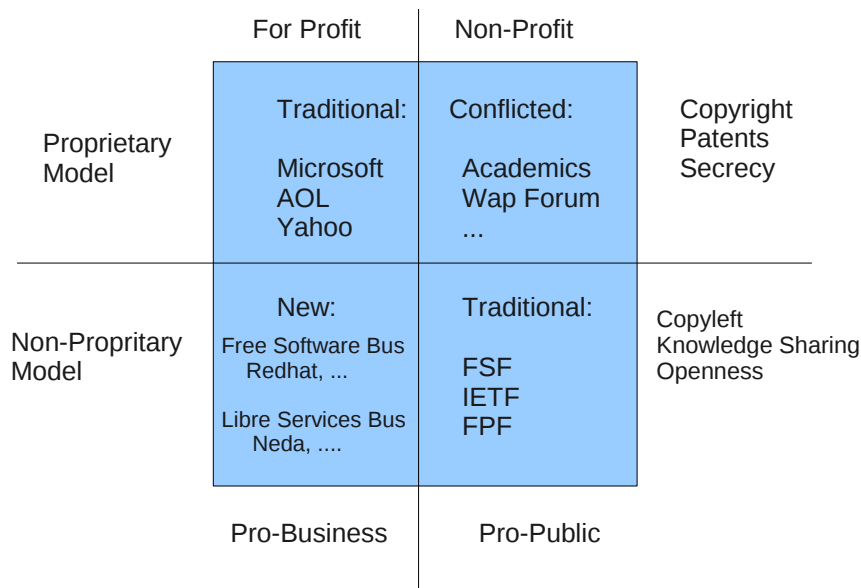 For Profit
Non-Profit
Proprietary
Model
Traditional:
Microsoft
AOL
Yahoo
Conflicted:
Academics
Wap Forum
...
Copyright
Patents
Secrecy
Non-Propritary
Model
New:
Free Software Bus
Redhat, ...
Libre Services Bus
Neda, ....
Traditional:
FSF
IETF
FPF
Copyleft
Knowledge Sharing
Openness
Pro-Business
Pro-Public